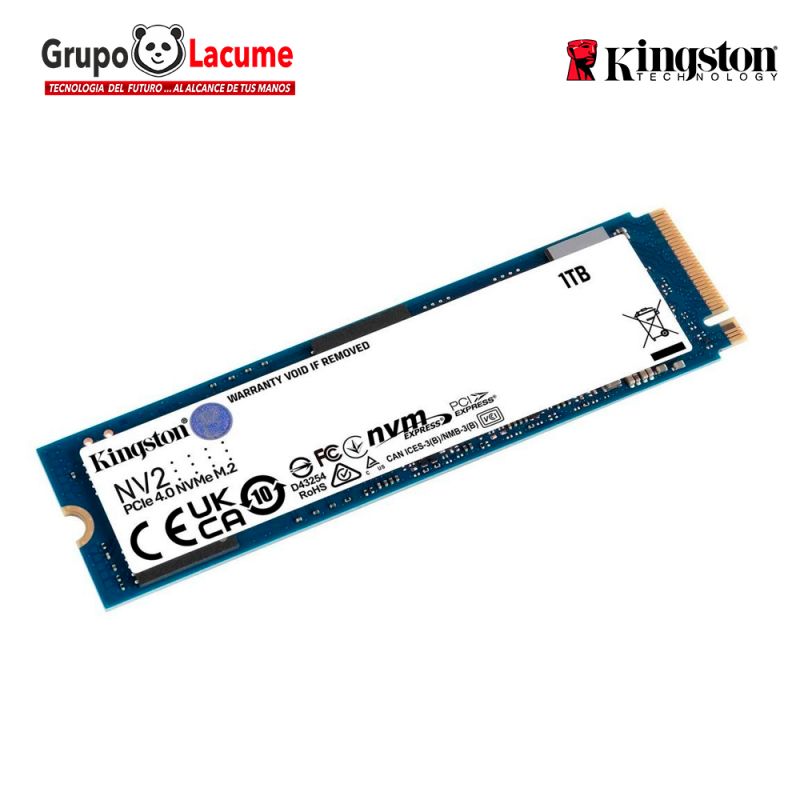 Grupo Lacume
TECNOLOGIA DEL FUTURO ... AL ALCANCE DE TUS MANOS
Kingston
TECHNOLOGY
1TB
WARRANTY VOID IF REMOVED
Kingston
NV2
PCIe 4.0 NVMe M.2
CE UK CA
10
FC
D43254
RoHS
nvm
EXPRESS
PCI
EXPRESS
C US
CAN ICES-3(B)/NMB-3(B)
VCI